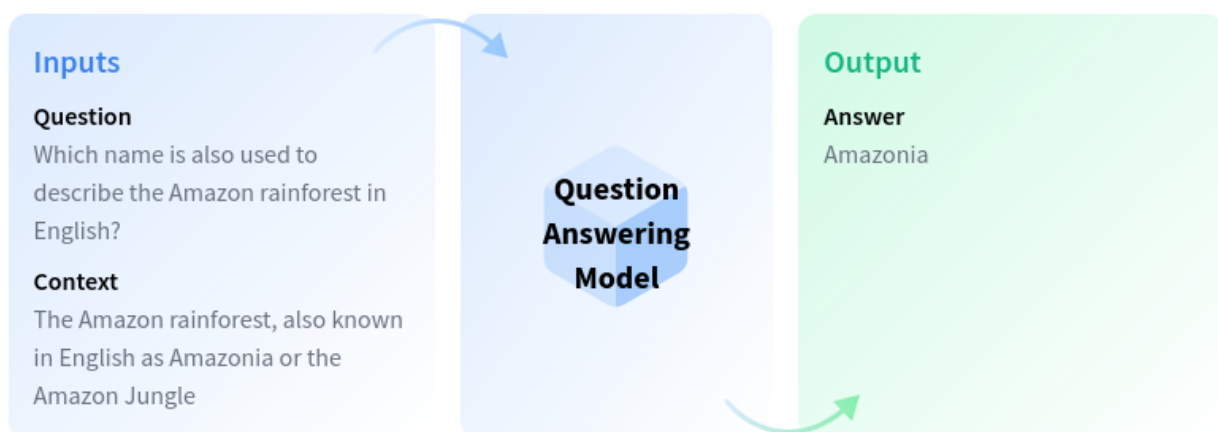 Inputs
Question
Which name is also used to
describe the Amazon rainforest in
English?
Context
The Amazon rainforest, also known
in English as Amazonia or the
Amazon Jungle
Question
Answering
Model
Output
Answer
Amazonia